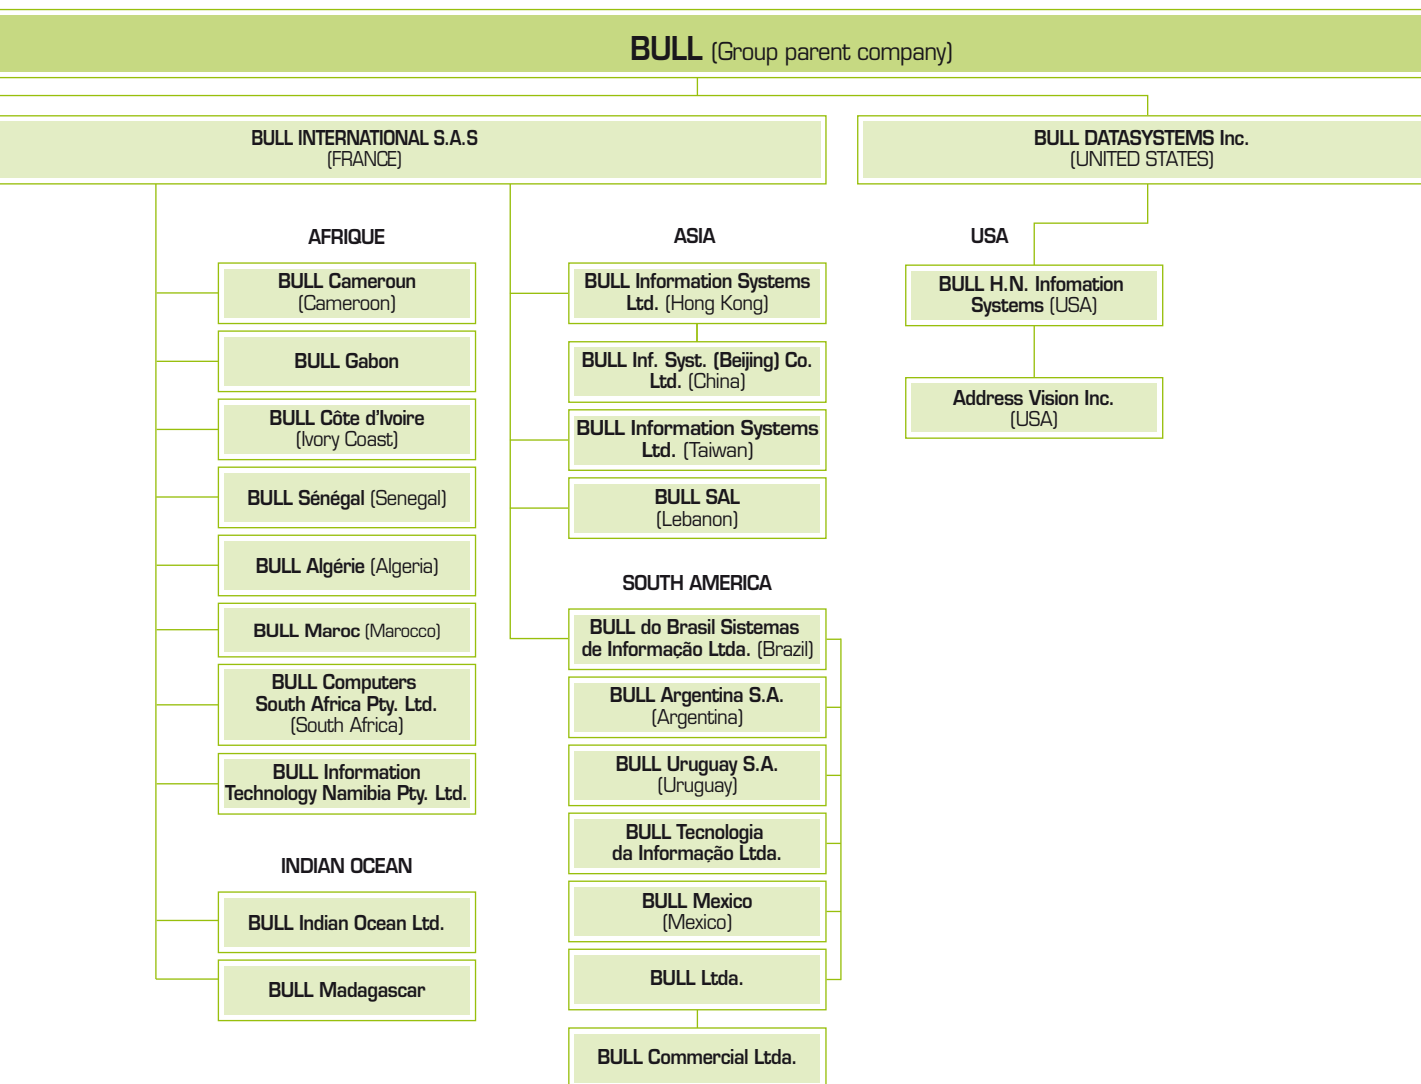 BULL (Group parent company)
BULL INTERNATIONAL S.A.S
(FRANCE)
BULL DATASYSTEMS Inc.
(UNITED STATES)
AFRIQUE
BULL Cameroun
(Cameroon)
BULL Gabon
BULL Côte d'Ivoire
(Ivory Coast)
BULL Sénégal (Senegal)
BULL Algérie (Algeria)
BULL Maroc (Marocco)
BULL Computers
South Africa Pty. Ltd.
(South Africa)
BULL Information
Technology Namibia Pty. Ltd.
INDIAN OCEAN
BULL Indian Ocean Ltd.
BULL Madagascar
ASIA
BULL Information Systems
Ltd. (Hong Kong)
BULL Inf. Syst. (Beijing) Co.
Ltd. (China)
BULL Information Systems
Ltd. (Taiwan)
BULL SAL
(Lebanon)
SOUTH AMERICA
BULL do Brasil Sistemas
de Informação Ltda. (Brazil)
BULL Argentina S.A.
(Argentina)
BULL Uruguay S.A.
(Uruguay)
BULL Tecnologia
da Informação Ltda.
BULL Mexico
(Mexico)
BULL Ltda.
BULL Commercial Ltda.
USA
BULL H.N. Infomation
Systems (USA)
Address Vision Inc.
(USA)